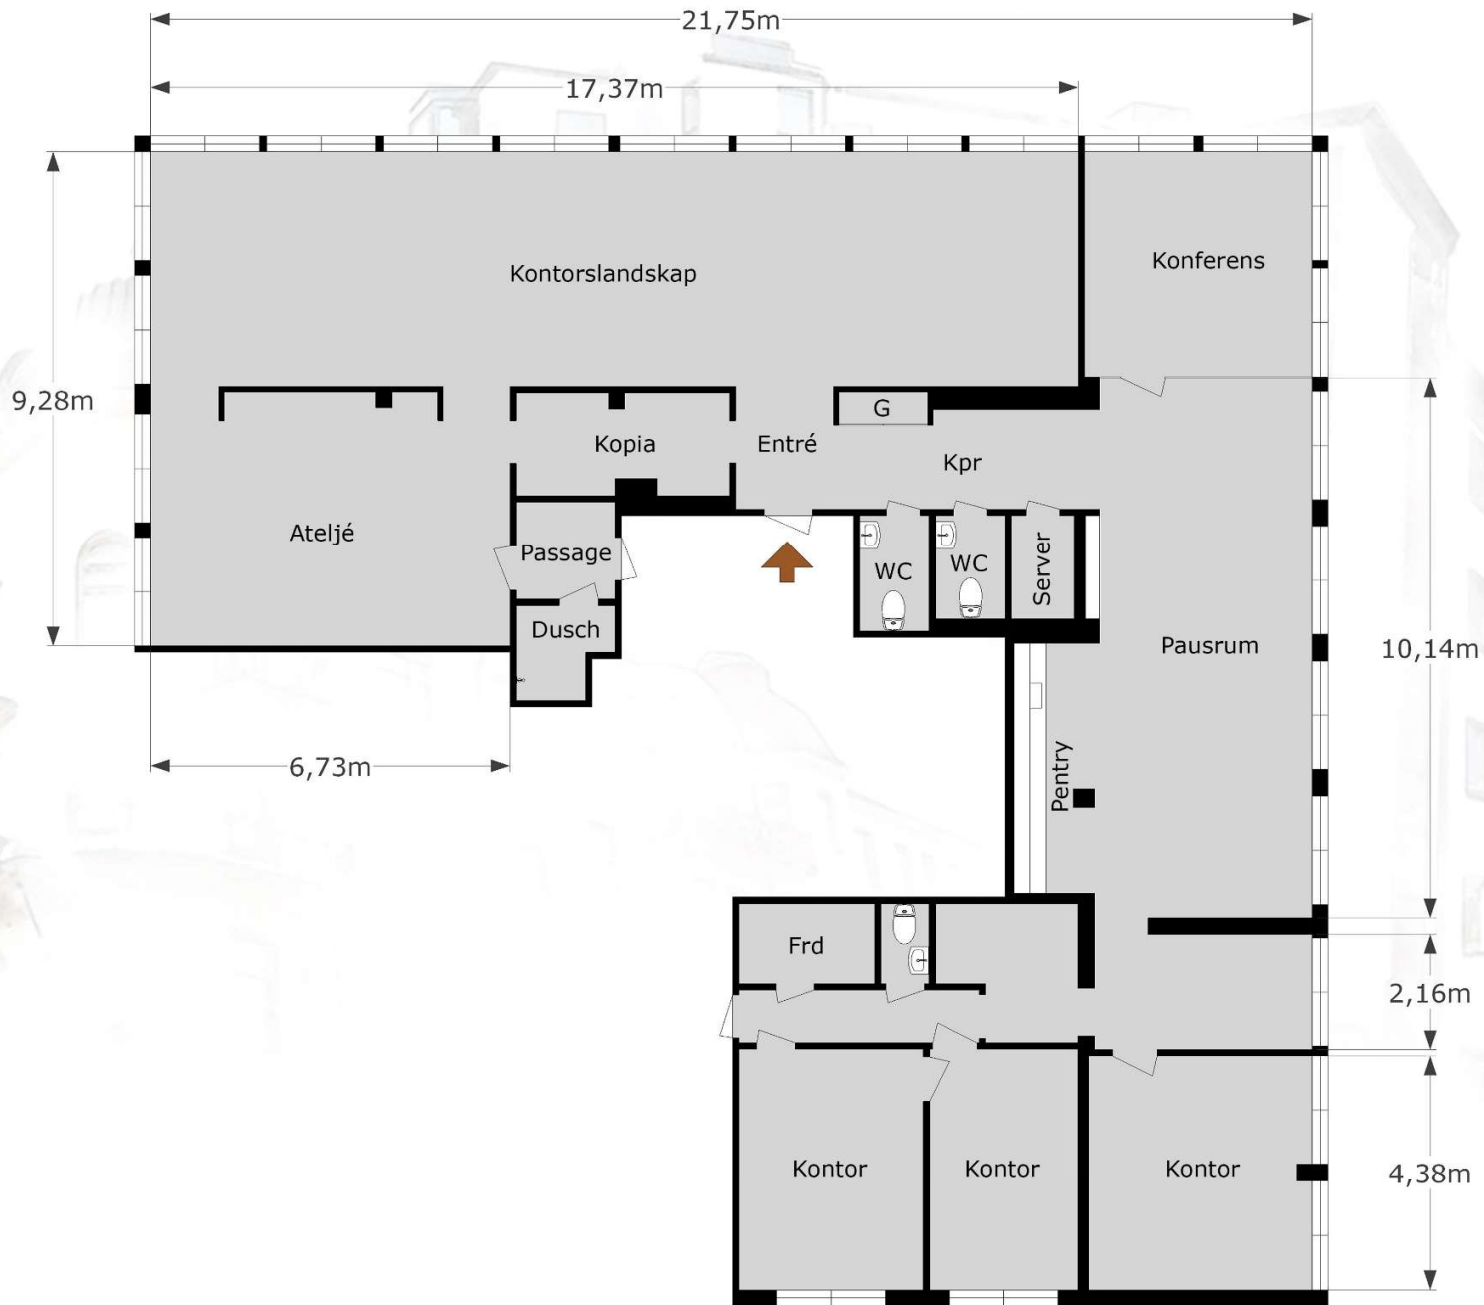 21,75m
17,37m
Kontorslandskap
Konferens
9,28m
G
Kopia
Entré
Kpr
Ateljé
Passage
WC
WC
Server
Dusch
Pausrum
10,14m
6,73m
Pentry
Frd
2,16m
Kontor
Kontor
Kontor
4,38m